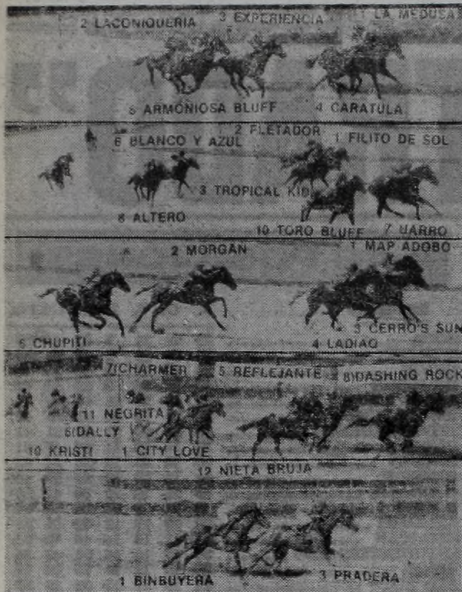 2 LACONIQUERIA 3 EXPERIENCIA 1 LA MEDUSA
5 ARMONIOSA BLUFF 4 CARATULA
2 FLETADOR
6 BLANCO Y AZUL 1 FILITO DE SOL
3 TROPICAL KID
8 ALTERO
10 TORO BLUFF 7 UARRO
2 MORGAN 1 MAP ADOBO
3 CERRO'S SUN
5 CHUPITI 4 LADIAO
7)CHARMER 5 REFLEJANTE 8)DASHING ROCK
11 NEGRITA
6)DALLY
10 KRISTI 1 CITY LOVE
12 NIETA BRUJA
1 BINBUYERA 3 PRADERA